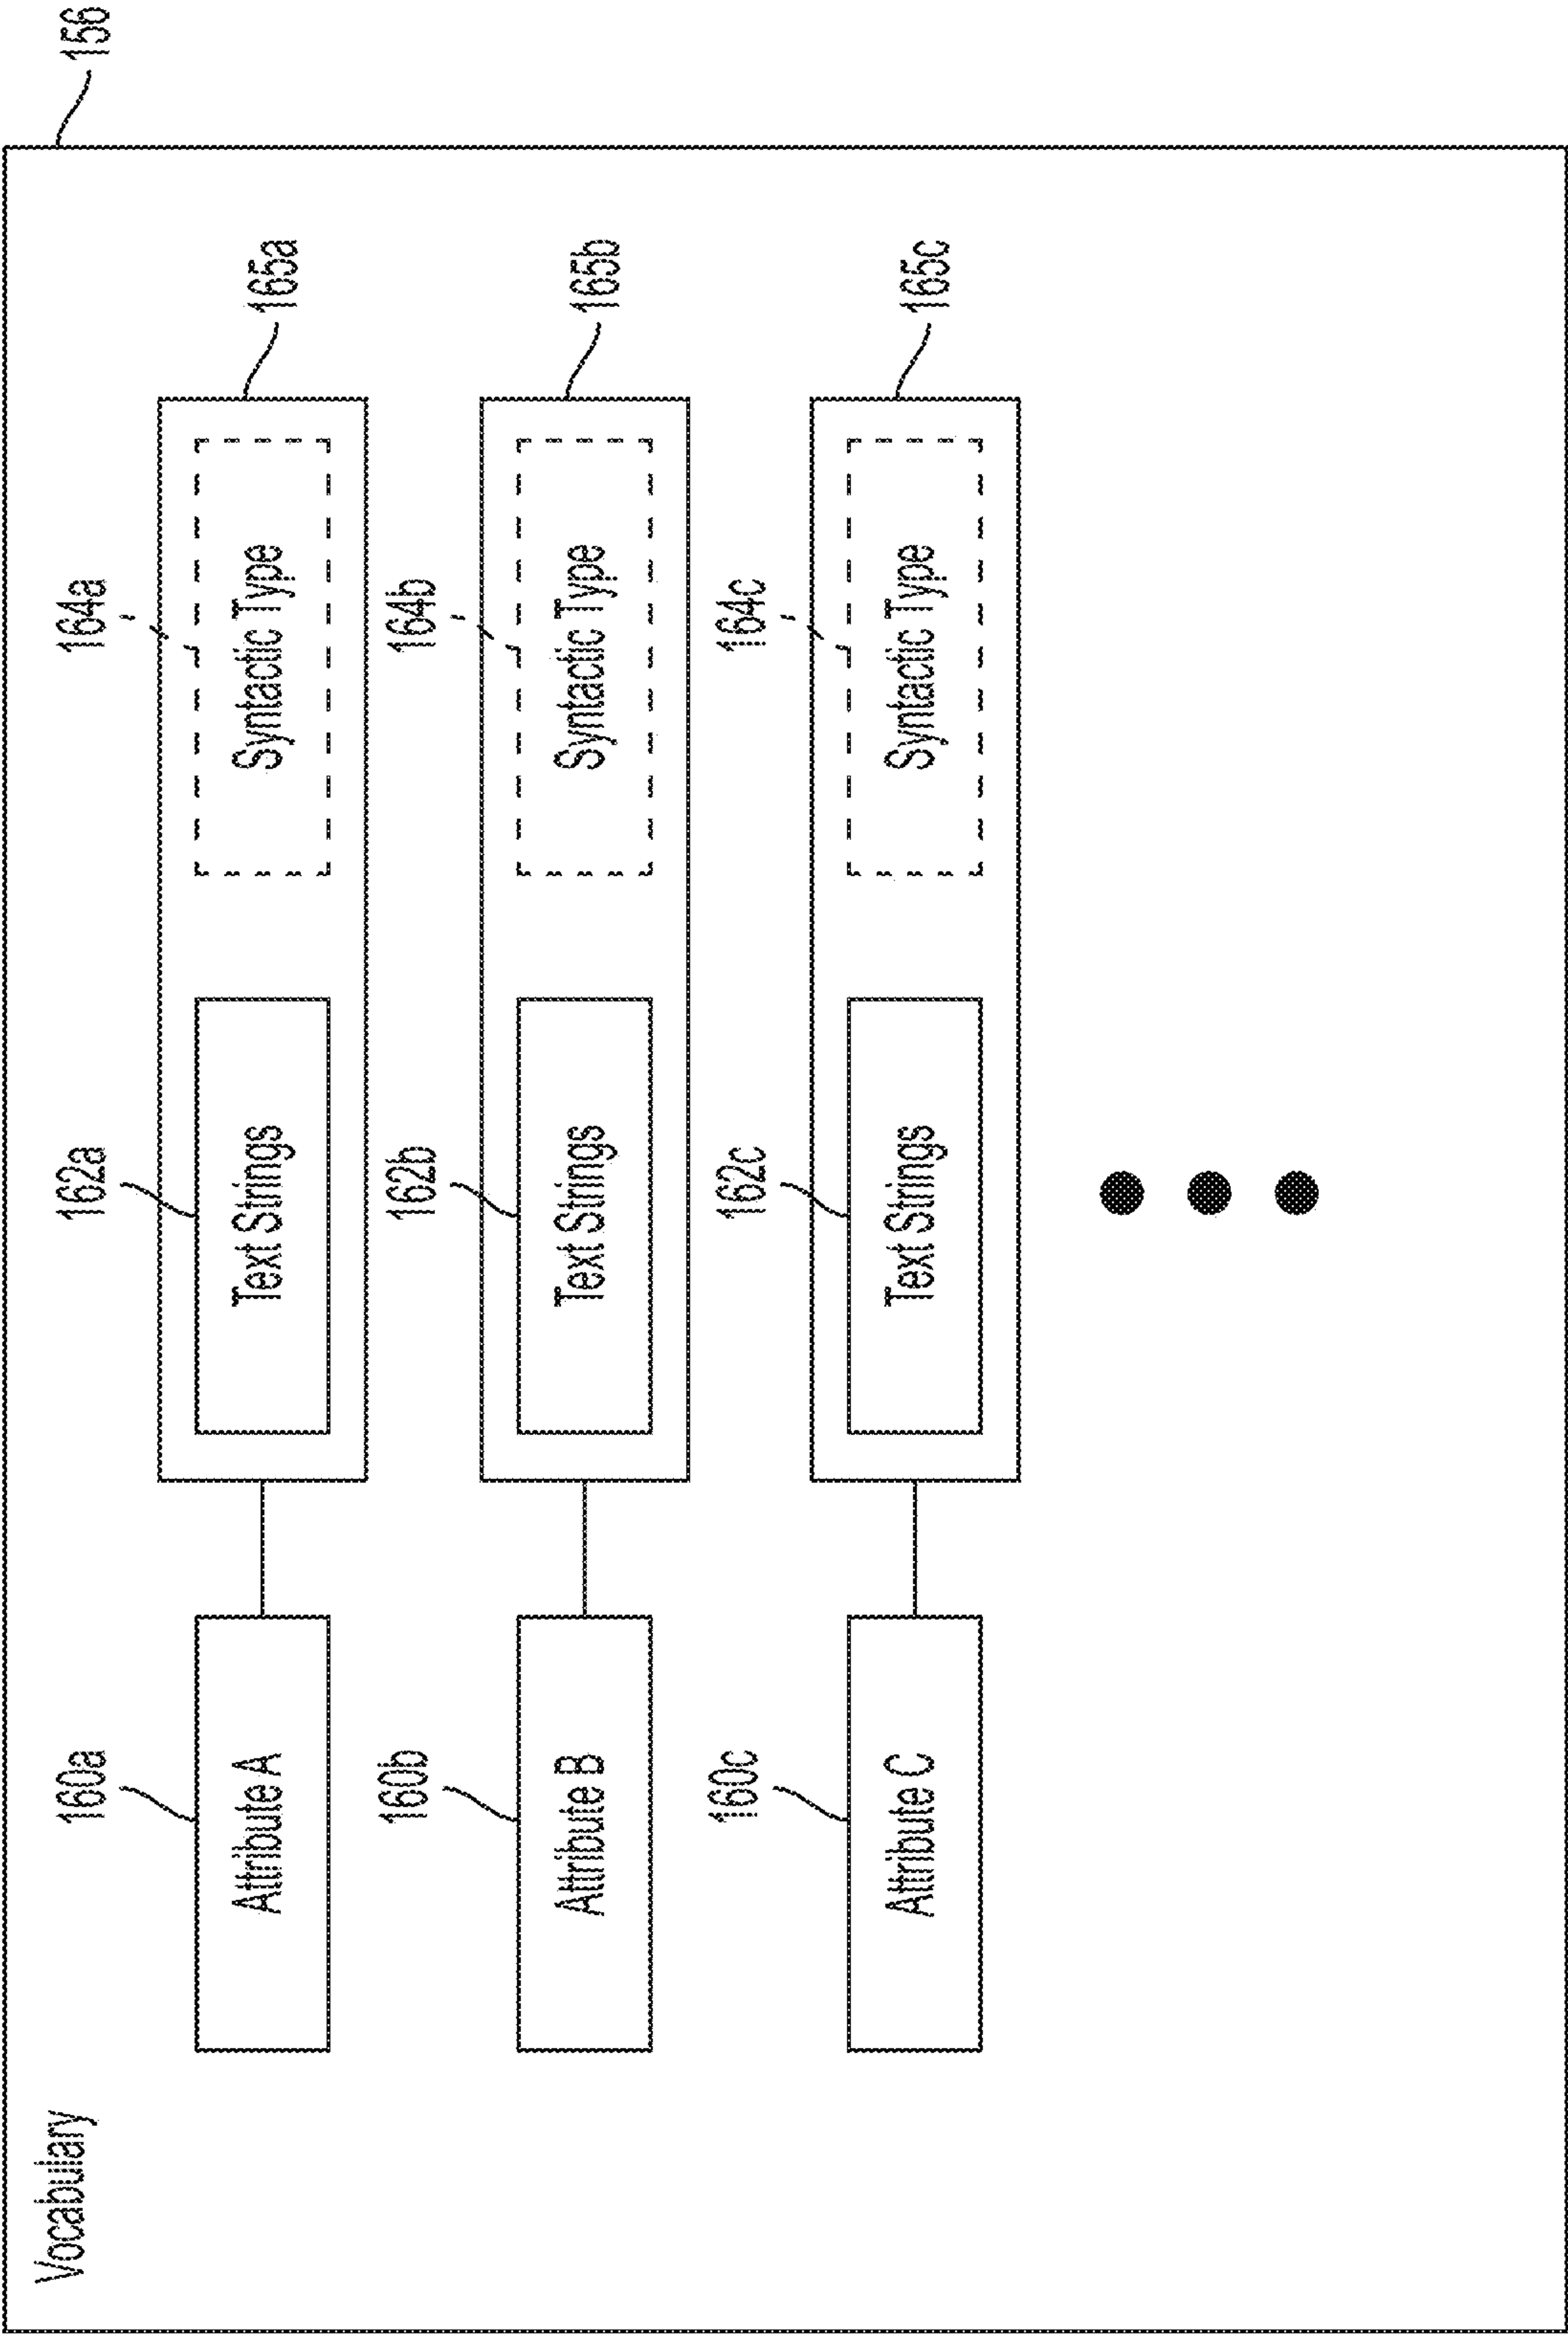 156
Vocabulary
160a
162a
164a
Attribute A
Text Strings
Syntactic Type
165a
160b
162b
164b
Attribute B
Text Strings
Syntactic Type
165b
160c
162c
164c
Attribute C
Text Strings
Syntactic Type
165c